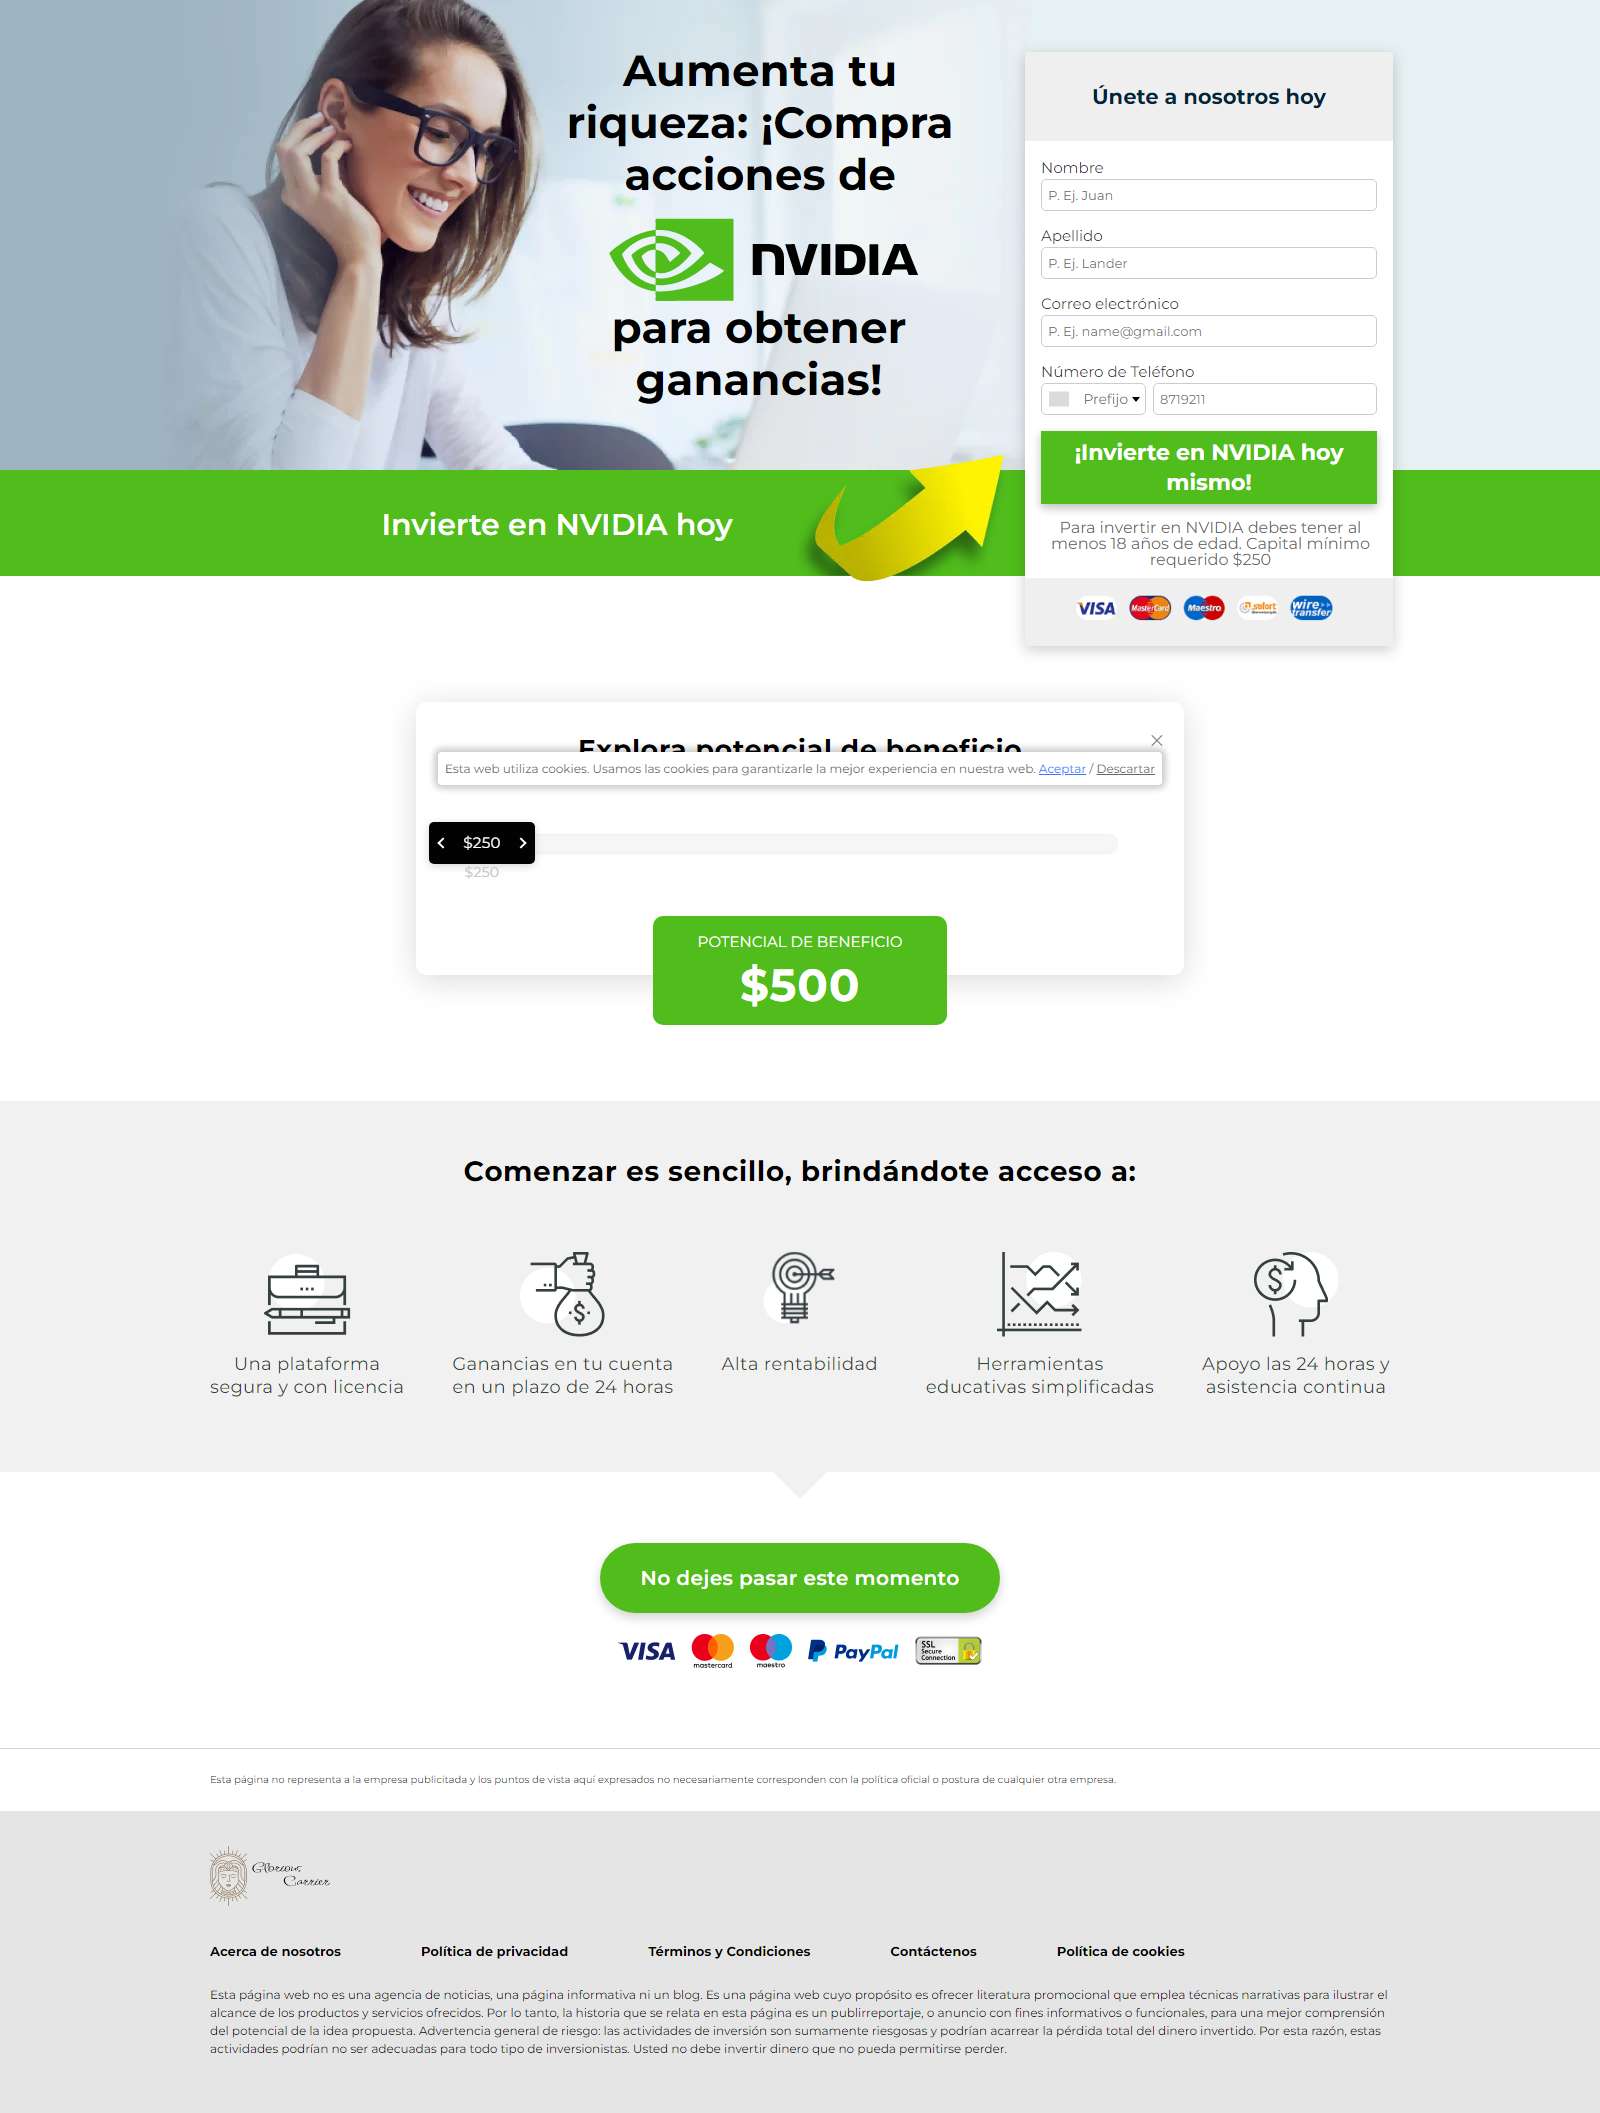 Aumenta tu
riqueza: ¡Compra
acciones de
NVIDIA
para obtener
ganancias!
Invierte en NVIDIA hoy
Únete a nosotros hoy
Nombre
P. Ej. Juan
Apellido
P. Ej. Lander
Correo electrónico
P. Ej. name@gmail.com
Número de Teléfono
Prefijo
8719211
¡Invierte en NVIDIA hoy
mismo!
Para invertir en NVIDIA debes tener al
menos 18 años de edad. Capital mínimo
requerido $250
VISA MasterCard Maestro sofort wire transfer
Explora potencial de beneficio
Esta web utiliza cookies. Usamos las cookies para garantizarle la mejor experiencia en nuestra web. Aceptar / Descartar
$250
$250
POTENCIAL DE BENEFICIO
$500
Comenzar es sencillo, brindándote acceso a:
Una plataforma
segura y con licencia
Ganancias en tu cuenta
en un plazo de 24 horas
Alta rentabilidad
Herramientas
educativas simplificadas
Apoyo las 24 horas y
asistencia continua
No dejes pasar este momento
VISA mastercard maestro PayPal SSL Secure Connection
Esta página no representa a la empresa publicitada y los puntos de vista aquí expresados no necesariamente corresponden con la política oficial o postura de cualquier otra empresa.
Glorious
Carrier
Acerca de nosotros Política de privacidad Términos y Condiciones Contáctenos Política de cookies
Esta página web no es una agencia de noticias, una página informativa ni un blog. Es una página web cuyo propósito es ofrecer literatura promocional que emplea técnicas narrativas para ilustrar el
alcance de los productos y servicios ofrecidos. Por lo tanto, la historia que se relata en esta página es un publirreportaje, o anuncio con fines informativos o funcionales, para una mejor comprensión
del potencial de la idea propuesta. Advertencia general de riesgo: las actividades de inversión son sumamente riesgosas y podrían acarrear la pérdida total del dinero invertido. Por esta razón, estas
actividades podrían no ser adecuadas para todo tipo de inversionistas. Usted no debe invertir dinero que no pueda permitirse perder.